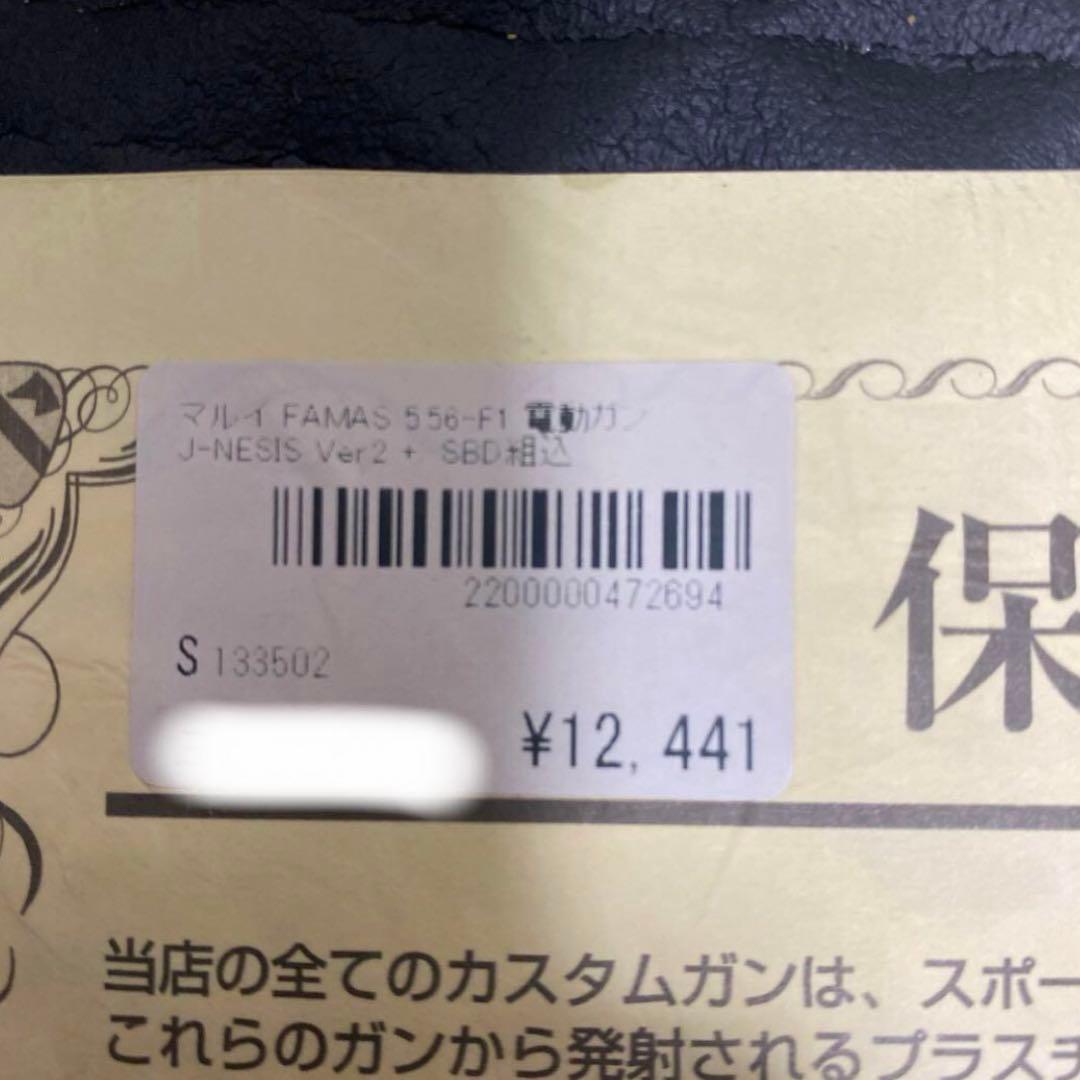 マルイ FAMAS 5.56-F1 電動ガン
J-NESIS Ver2 + SBD組込
2200000472694
S 133502
¥12,441
保
当店の全てのカスタムガンは、スポー
これらのガンから発射されるプラスチ